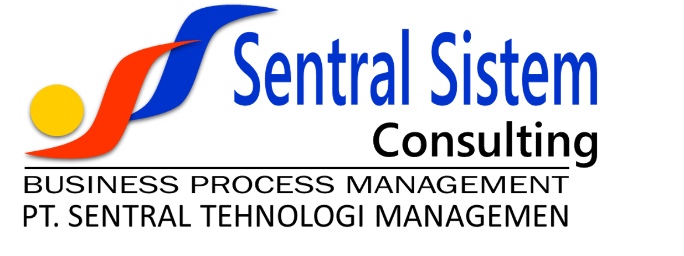 Sentral Sistem
Consulting
BUSINESS PROCESS MANAGEMENT
PT. SENTRAL TEHNOLOGI MANAGEMEN